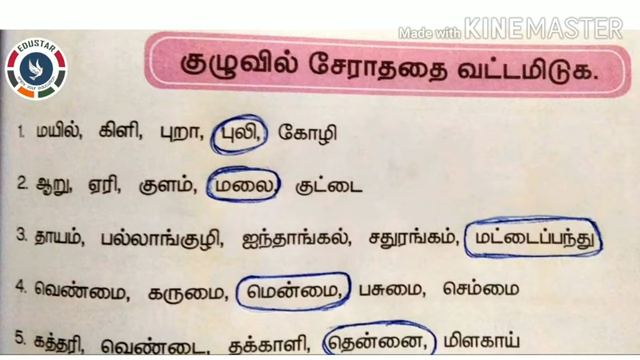 Made with KINEMASTER
EDUSTAR
குழுவில் சேராததை வட்டமிடுக.
1. மயில், கிளி, புறா, புலி, கோழி
2. ஆறு, ஏரி, குளம், மலை, குட்டை
3. தாயம், பல்லாங்குழி, ஐந்தாங்கல், சதுரங்கம், மட்டைப்பந்து
4. வெண்மை, கருமை, மென்மை, பசுமை, செம்மை
5. கத்தரி, வெண்டை, தக்காளி, தென்னை, மிளகாய்